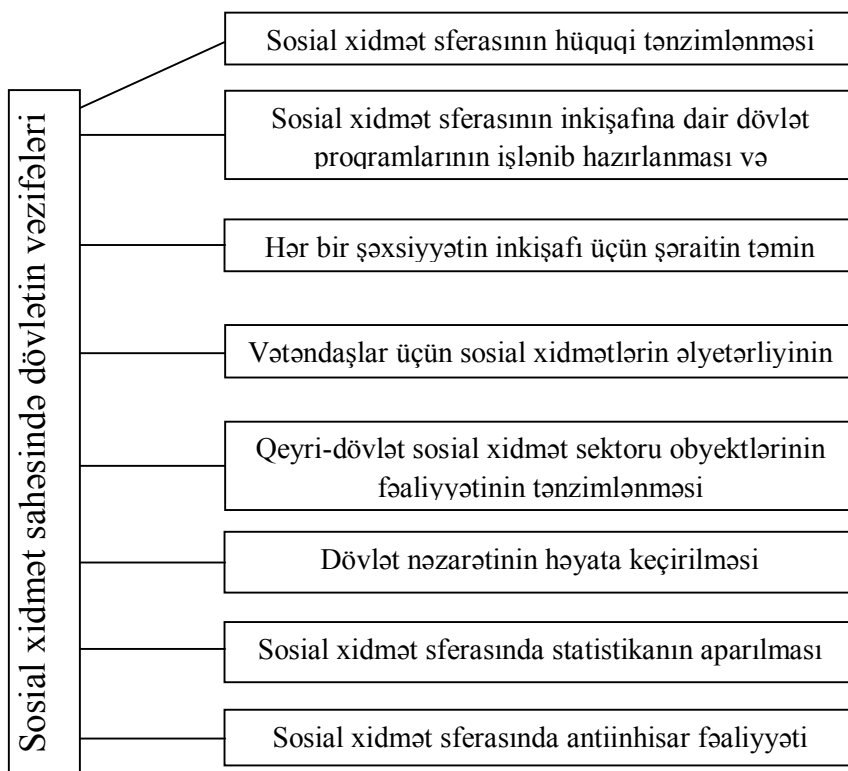 Sosial xidmət sahəsində dövlətin vəzifələri
Sosial xidmət sferasının hüquqi tənzimlənməsi
Sosial xidmət sferasının inkişafına dair dövlət
proqramlarının işlənib hazırlanması və
Hər bir şəxsiyyətin inkişafı üçün şəraitin təmin
Vətəndaşlar üçün sosial xidmətlərin əlyetərliyinin
Qeyri-dövlət sosial xidmət sektoru obyektlərinin
fəaliyyətinin tənzimlənməsi
Dövlət nəzarətinin həyata keçirilməsi
Sosial xidmət sferasında statistikanın aparılması
Sosial xidmət sferasında antiinhisar fəaliyyəti